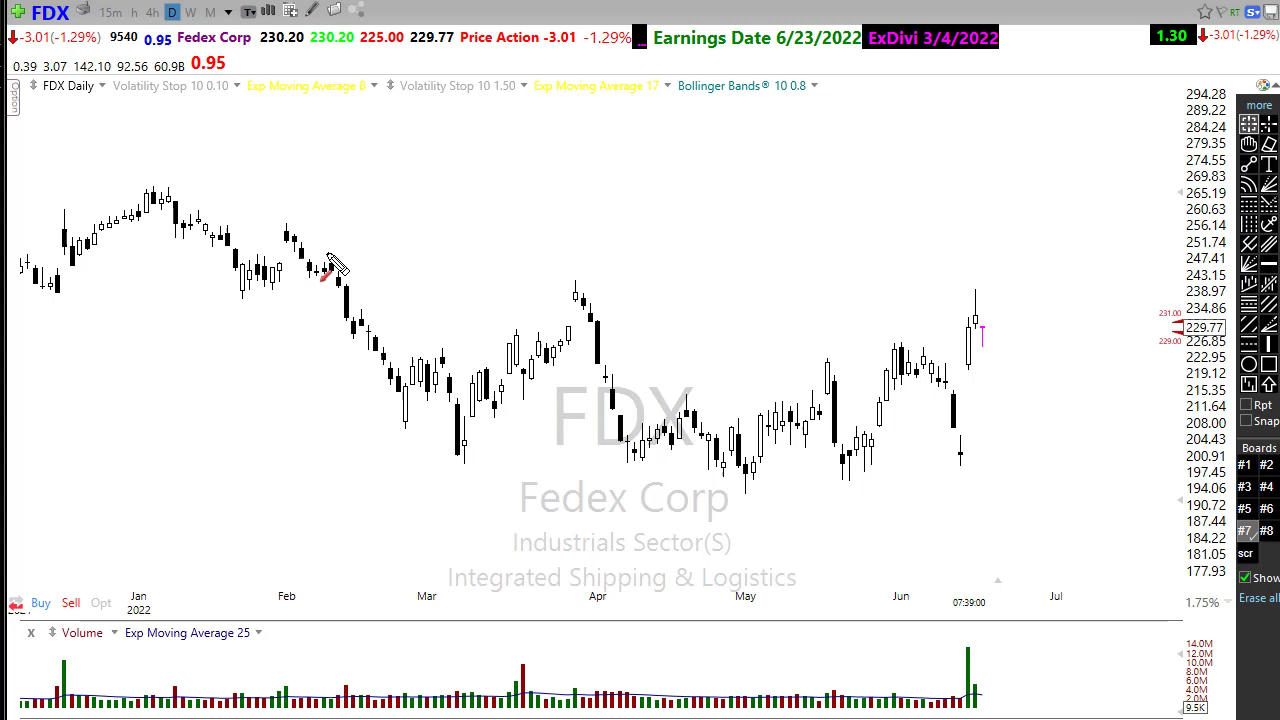 FDX 15m h 4h D W M RT S
-3.01(-1.29%) 9540 0.95 Fedex Corp 230.20 230.20 225.00 229.77 Price Action -3.01 -1.29% ... Earnings Date 6/23/2022 ExDivi 3/4/2022 1.30 -3.01(-1.29%)
0.39 3.07 142.10 92.56 60.9B 0.95
Option
FDX Daily Volatility Stop 10 0.10 Exp Moving Average 8 Volatility Stop 10 1.50 Exp Moving Average 17 Bollinger Bands® 10 0.8
294.28
289.22
284.24
279.35
274.55
269.83
265.19
260.63
256.14
251.74
247.41
243.15
238.97
234.86
231.00
229.77
229.00
226.85
222.95
219.12
215.35
211.64
208.00
204.43
200.91
197.45
194.06
190.72
187.44
184.22
181.05
177.93
more
T
Rpt
Snap
Boards
#1 #2
#3 #4
#5 #6
#7 #8
scr
Show
Erase all
FDX
Fedex Corp
Industrials Sector(S)
Integrated Shipping & Logistics
Jan Feb Mar Apr May Jun Jul
2022
07:39:00
Buy Sell Opt
1.75%
X Volume Exp Moving Average 25
14.0M
12.0M
10.0M
8.0M
6.0M
4.0M
2.0M
9.5K